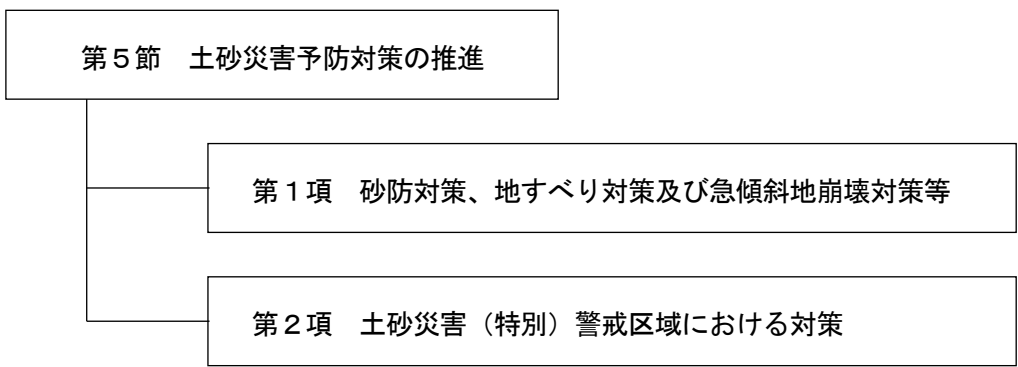 第５節　土砂災害予防対策の推進
第１項　砂防対策、地すべり対策及び急傾斜地崩壊対策等
第２項　土砂災害（特別）警戒区域における対策